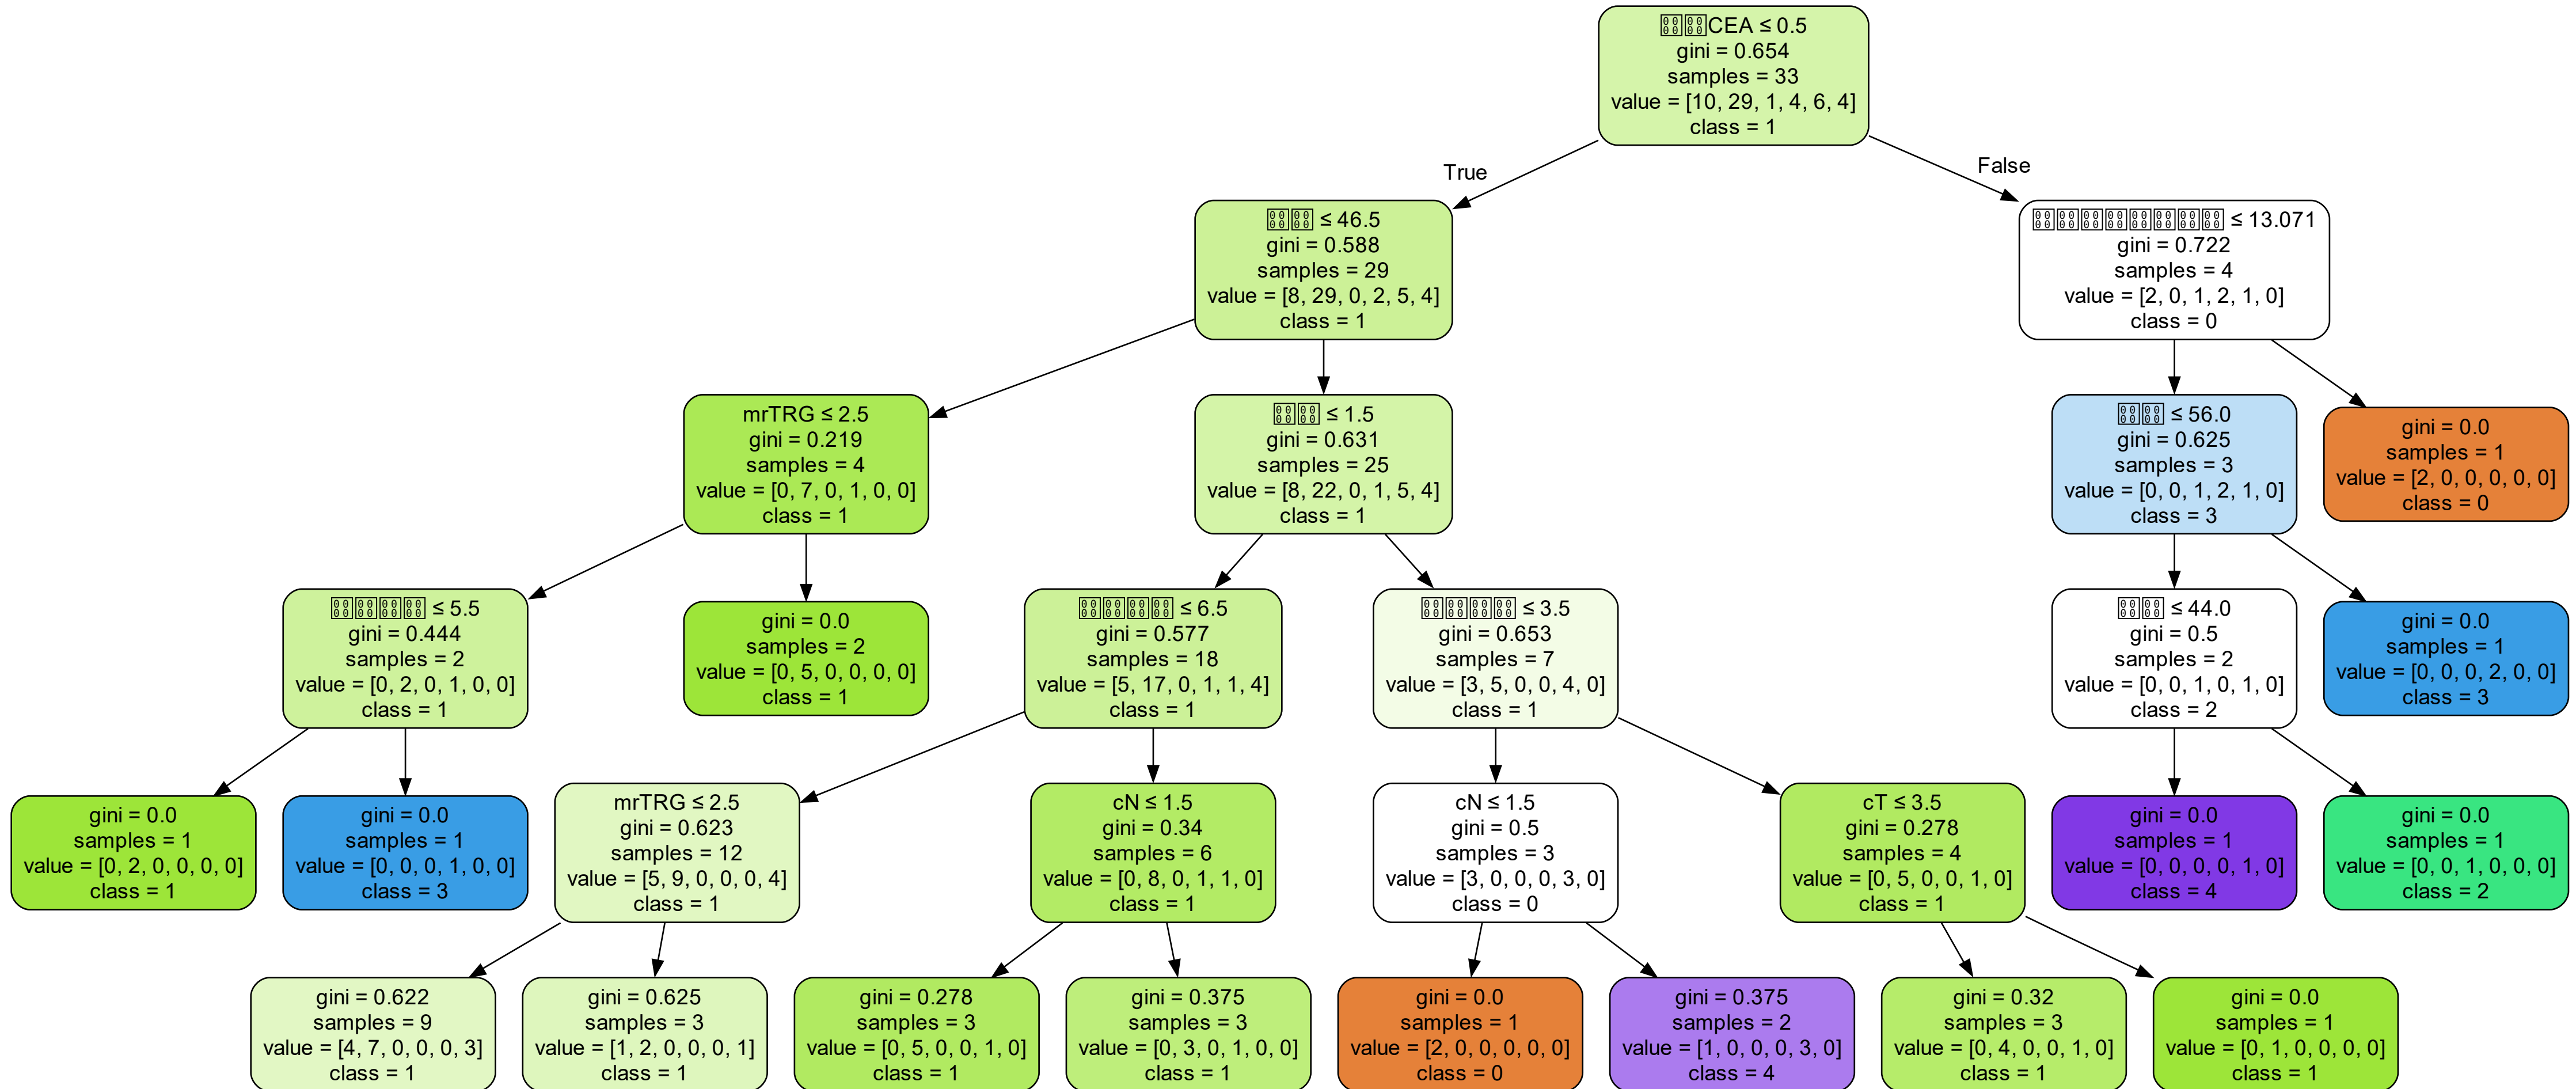 CEA ≤ 0.5
gini = 0.654
samples = 33
value = [10, 29, 1, 4, 6, 4]
class = 1
True
False
≤ 46.5
gini = 0.588
samples = 29
value = [8, 29, 0, 2, 5, 4]
class = 1
≤ 13.071
gini = 0.722
samples = 4
value = [2, 0, 1, 2, 1, 0]
class = 0
mrTRG ≤ 2.5
gini = 0.219
samples = 4
value = [0, 7, 0, 1, 0, 0]
class = 1
≤ 1.5
gini = 0.631
samples = 25
value = [8, 22, 0, 1, 5, 4]
class = 1
≤ 56.0
gini = 0.625
samples = 3
value = [0, 0, 1, 2, 1, 0]
class = 3
gini = 0.0
samples = 1
value = [2, 0, 0, 0, 0, 0]
class = 0
≤ 5.5
gini = 0.444
samples = 2
value = [0, 2, 0, 1, 0, 0]
class = 1
gini = 0.0
samples = 2
value = [0, 5, 0, 0, 0, 0]
class = 1
≤ 6.5
gini = 0.577
samples = 18
value = [5, 17, 0, 1, 1, 4]
class = 1
≤ 3.5
gini = 0.653
samples = 7
value = [3, 5, 0, 0, 4, 0]
class = 1
≤ 44.0
gini = 0.5
samples = 2
value = [0, 0, 1, 0, 1, 0]
class = 2
gini = 0.0
samples = 1
value = [0, 0, 0, 2, 0, 0]
class = 3
gini = 0.0
samples = 1
value = [0, 2, 0, 0, 0, 0]
class = 1
gini = 0.0
samples = 1
value = [0, 0, 0, 1, 0, 0]
class = 3
mrTRG ≤ 2.5
gini = 0.623
samples = 12
value = [5, 9, 0, 0, 0, 4]
class = 1
cN ≤ 1.5
gini = 0.34
samples = 6
value = [0, 8, 0, 1, 1, 0]
class = 1
cN ≤ 1.5
gini = 0.5
samples = 3
value = [3, 0, 0, 0, 3, 0]
class = 0
cT ≤ 3.5
gini = 0.278
samples = 4
value = [0, 5, 0, 0, 1, 0]
class = 1
gini = 0.0
samples = 1
value = [0, 0, 0, 0, 1, 0]
class = 4
gini = 0.0
samples = 1
value = [0, 0, 1, 0, 0, 0]
class = 2
gini = 0.622
samples = 9
value = [4, 7, 0, 0, 0, 3]
class = 1
gini = 0.625
samples = 3
value = [1, 2, 0, 0, 0, 1]
class = 1
gini = 0.278
samples = 3
value = [0, 5, 0, 0, 1, 0]
class = 1
gini = 0.375
samples = 3
value = [0, 3, 0, 1, 0, 0]
class = 1
gini = 0.0
samples = 1
value = [2, 0, 0, 0, 0, 0]
class = 0
gini = 0.375
samples = 2
value = [1, 0, 0, 0, 3, 0]
class = 4
gini = 0.32
samples = 3
value = [0, 4, 0, 0, 1, 0]
class = 1
gini = 0.0
samples = 1
value = [0, 1, 0, 0, 0, 0]
class = 1